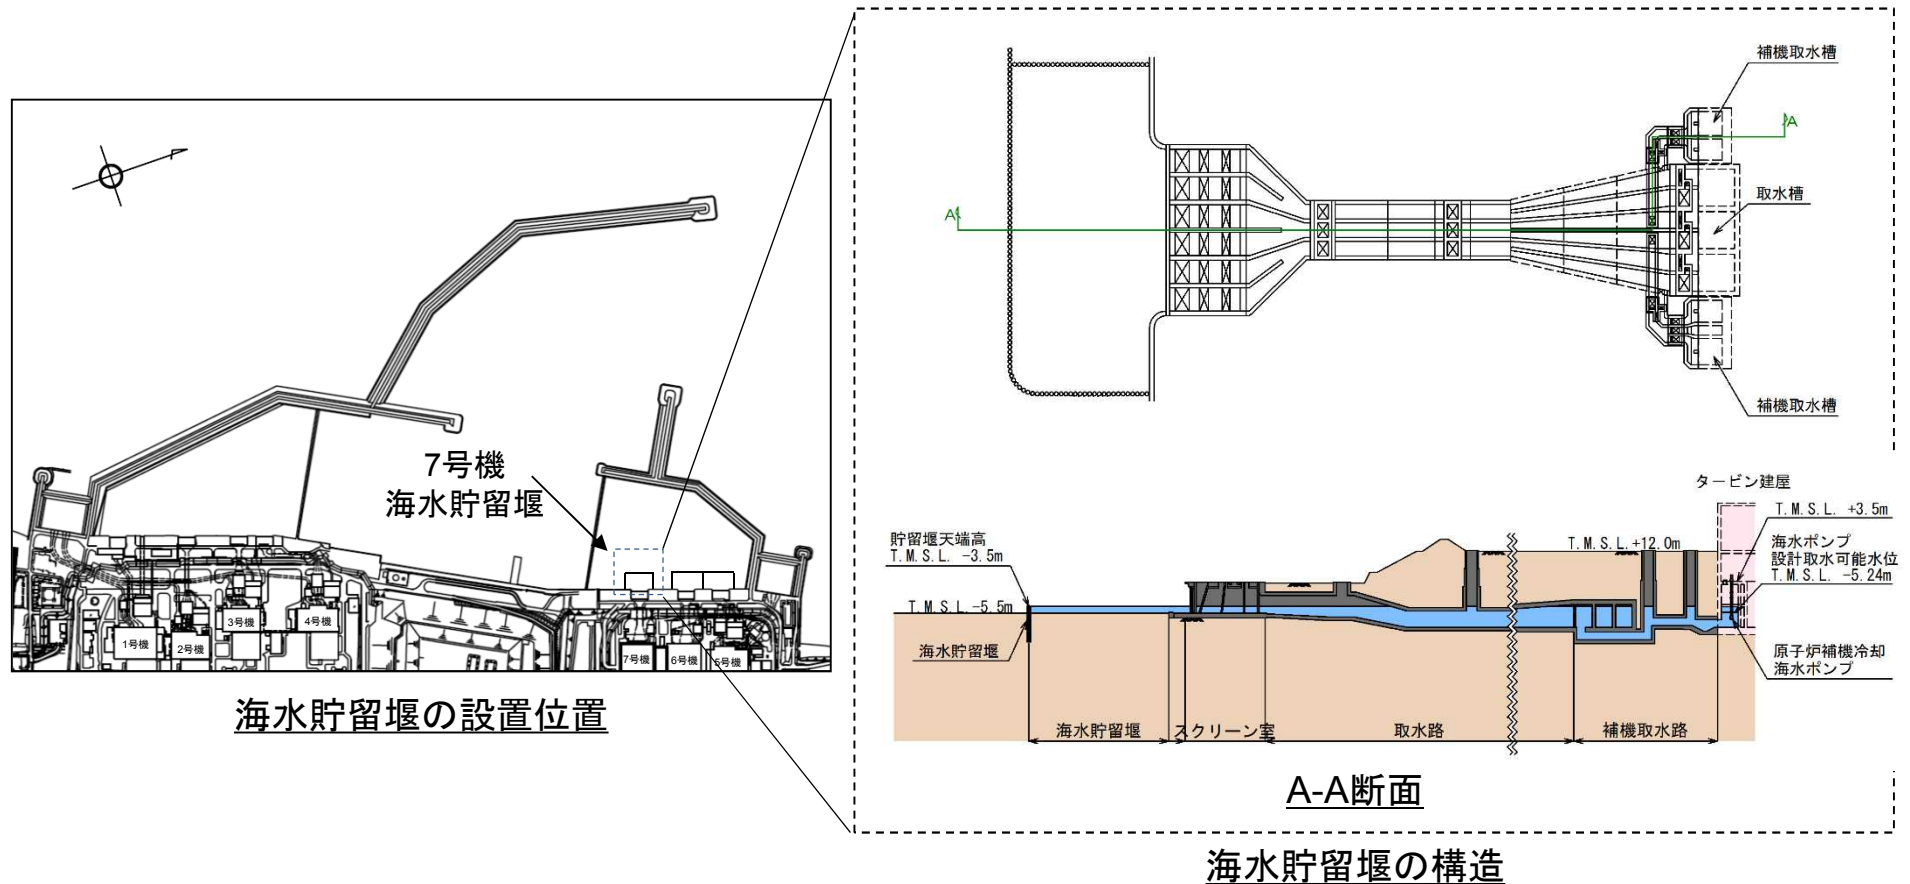 7号機
海水貯留堰
1号機
2号機
3号機
4号機
7号機
6号機
5号機
海水貯留堰の設置位置
補機取水槽
A
取水槽
A
補機取水槽
タービン建屋
T.M.S.L. +3.5m
貯留堰天端高
T.M.S.L. -3.5m
T.M.S.L.+12.0m
海水ポンプ
設計取水可能水位
T.M.S.L. -5.24m
T.M.S.L.-5.5m
海水貯留堰
原子炉補機冷却
海水ポンプ
海水貯留堰
スクリーン室
取水路
補機取水路
A-A断面
海水貯留堰の構造